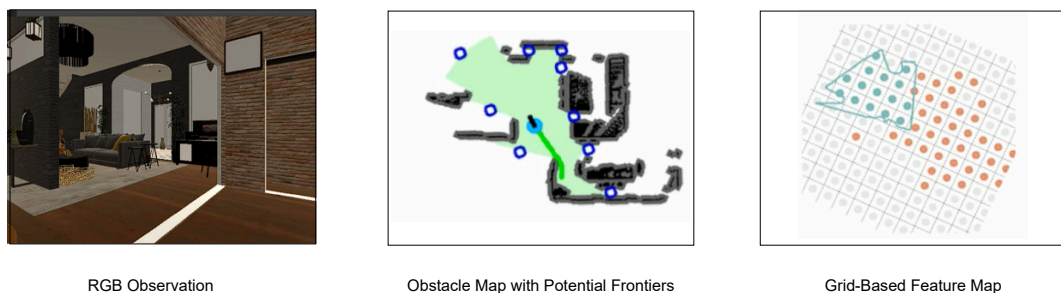 RGB Observation
Obstacle Map with Potential Frontiers
Grid-Based Feature Map